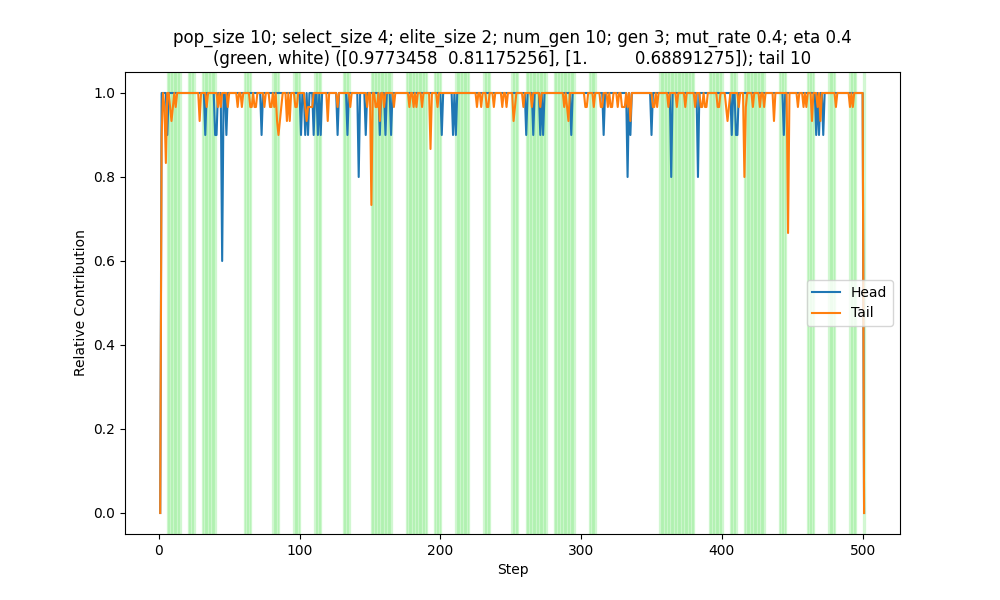 pop_size 10; select_size 4; elite_size 2; num_gen 10; gen 3; mut_rate 0.4; eta 0.4
(green, white) ([0.9773458  0.81175256], [1.         0.68891275]); tail 10
1.0
0.8
0.6
0.4
0.2
0.0
Relative Contribution
Head
Tail
0
100
200
300
400
500
Step